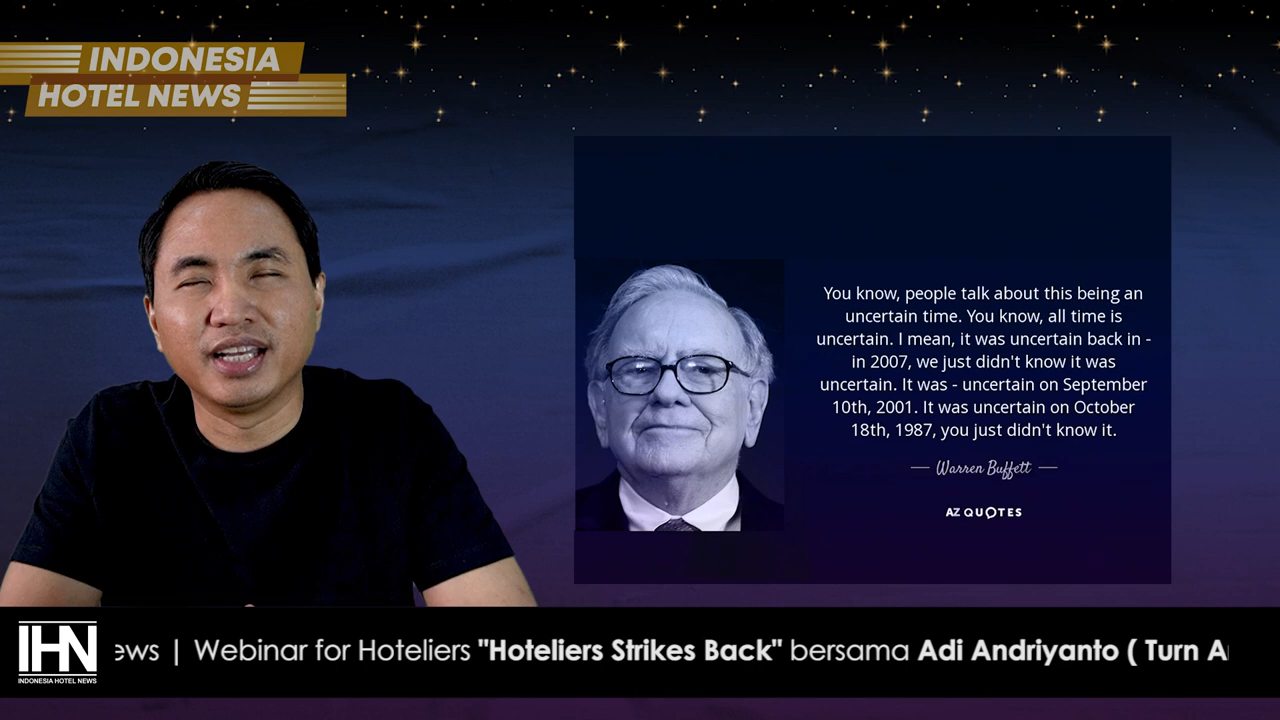 INDONESIA
HOTEL NEWS
You know, people talk about this being an
uncertain time. You know, all time is
uncertain. I mean, it was uncertain back in -
in 2007, we just didn't know it was
uncertain. It was - uncertain on September
10th, 2001. It was uncertain on October
18th, 1987, you just didn't know it.
Warren Buffett
AZ QUOTES
IHN
INDONESIA HOTEL NEWS
| Webinar for Hoteliers "Hoteliers Strikes Back" bersama Adi Andriyanto ( Turn